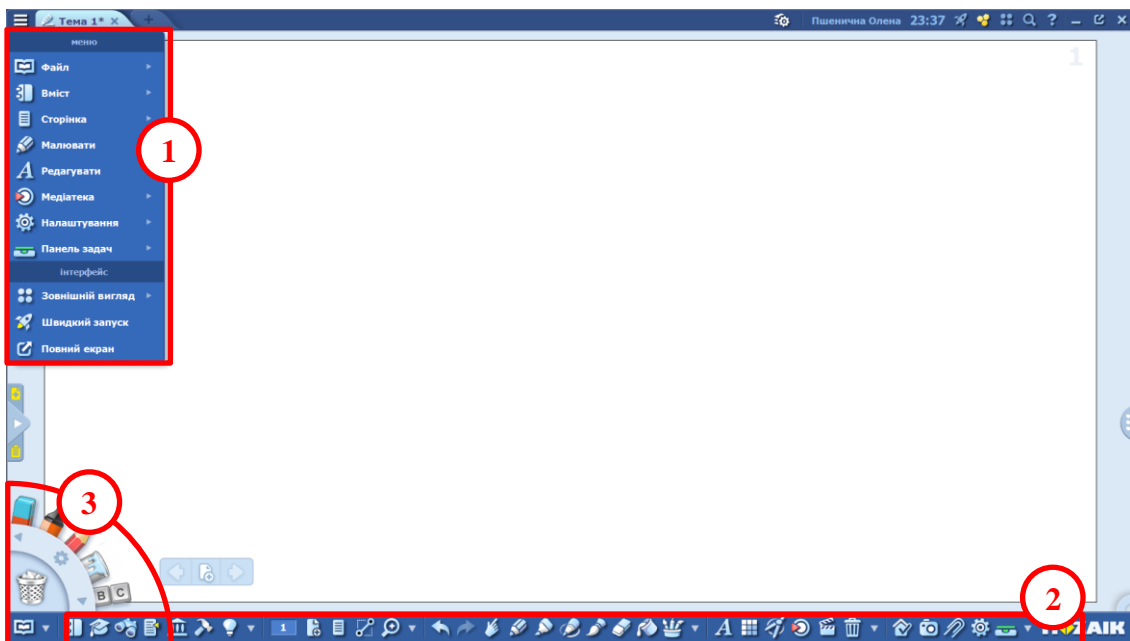 Тема 1* X +
Пшенична Олена 23:37 ?
меню
1
Файл
Вміст
Сторінка
Малювати
1
Редагувати
Медіатека
Налаштування
Панель задач
інтерфейс
Зовнішній вигляд
Швидкий запуск
Повний екран
3
B C
2
1 A AIK